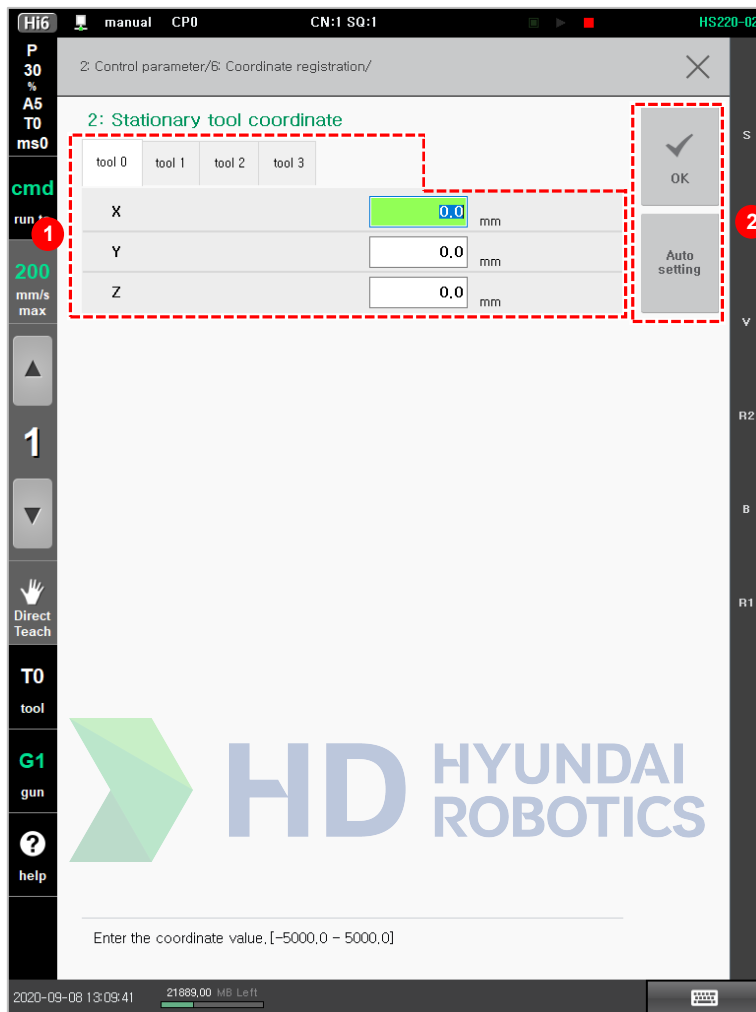 Hi6 manual CP0 CN:1 SQ:1 HS220-02
P
30
%
A5
T0
ms0
cmd
1
200
mm/s
max
1
Direct
Teach
T0
tool
G1
gun
?
help
2: Control parameter/6: Coordinate registration/
2: Stationary tool coordinate
tool 0 tool 1 tool 2 tool 3
X 0.0 mm
Y 0.0 mm
Z 0.0 mm
OK
Auto
setting
2
S
V
R2
B
R1
HD HYUNDAI
ROBOTICS
Enter the coordinate value.[-5000.0 - 5000.0]
2020-09-08 13:09:41 21889.00 MB Left